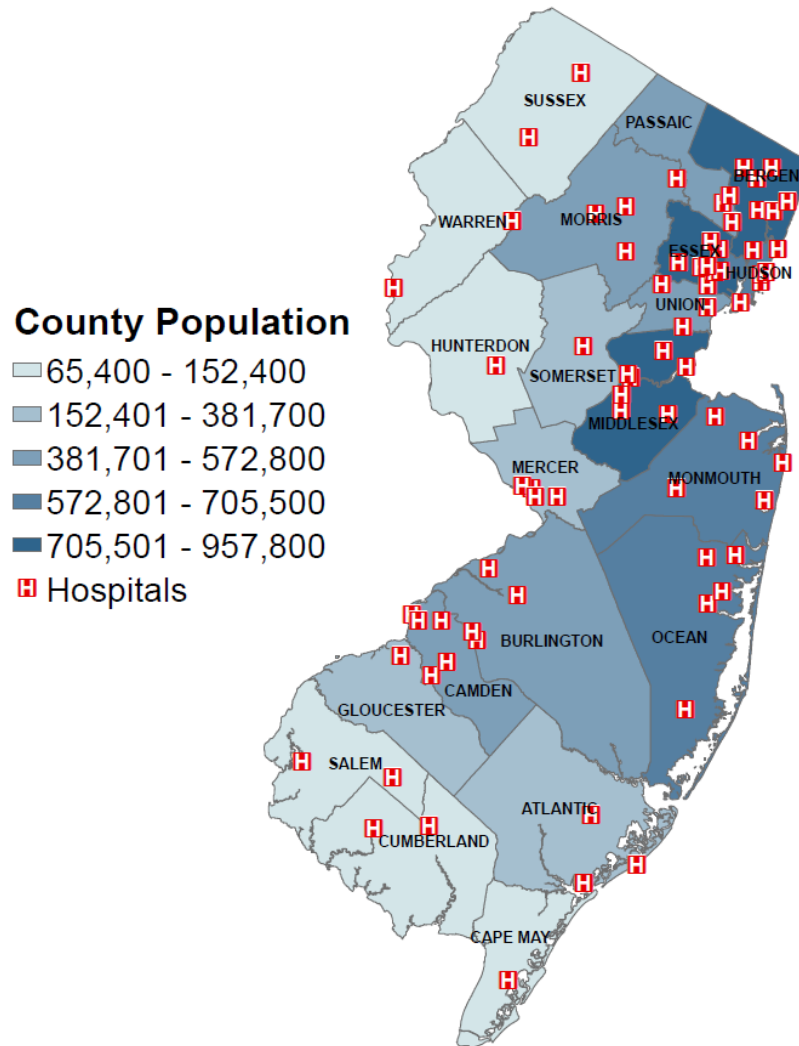 SUSSEX
PASSAIC
BERGEN
WARREN
MORRIS
ESSEX
HUDSON
UNION
County Population
65,400 - 152,400
152,401 - 381,700
381,701 - 572,800
572,801 - 705,500
705,501 - 957,800
H Hospitals
HUNTERDON
SOMERSET
MIDDLESEX
MERCER
MONMOUTH
BURLINGTON
OCEAN
CAMDEN
GLOUCESTER
SALEM
ATLANTIC
CUMBERLAND
CAPE MAY